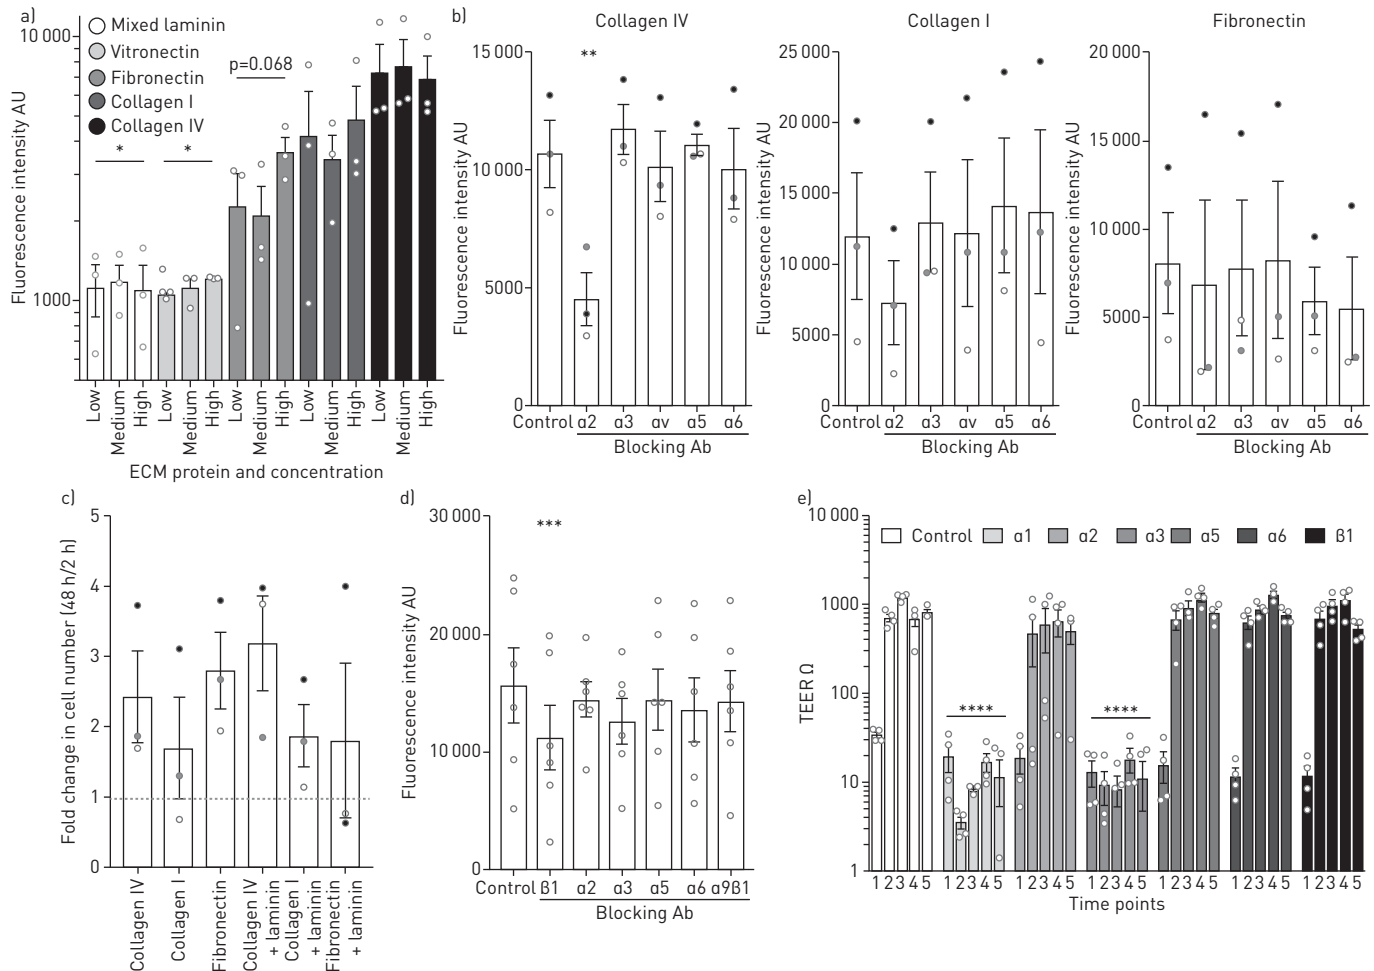 a)
10 000
1000
Fluorescence intensity AU
Mixed laminin
Vitronectin
Fibronectin
Collagen I
Collagen IV
*
*
p=0.068
Low
Medium
High
Low
Medium
High
Low
Medium
High
Low
Medium
High
Low
Medium
High
ECM protein and concentration
b)
Collagen IV
Fluorescence intensity AU
15 000
10 000
5000
0
**
Control α2 α3 αv α5 α6
Blocking Ab
Collagen I
Fluorescence intensity AU
25 000
20 000
15 000
10 000
5000
0
Control α2 α3 αv α5 α6
Blocking Ab
Fibronectin
Fluorescence intensity AU
20 000
15 000
10 000
5000
0
Control α2 α3 αv α5 α6
Blocking Ab
c)
Fold change in cell number (48 h/2 h)
5
4
3
2
1
0
Collagen IV
Collagen I
Fibronectin
Collagen IV
+ laminin
Collagen I
+ laminin
Fibronectin
+ laminin
d)
Fluorescence intensity AU
30 000
20 000
10 000
0
***
Control β1 α2 α3 α5 α6 α9β1
Blocking Ab
e)
TEER Ω
10 000
1000
100
10
1
Control α1 α2 α3 α5 α6 β1
****
****
1 2 3 4 5 1 2 3 4 5 1 2 3 4 5 1 2 3 4 5 1 2 3 4 5 1 2 3 4 5 1 2 3 4 5
Time points